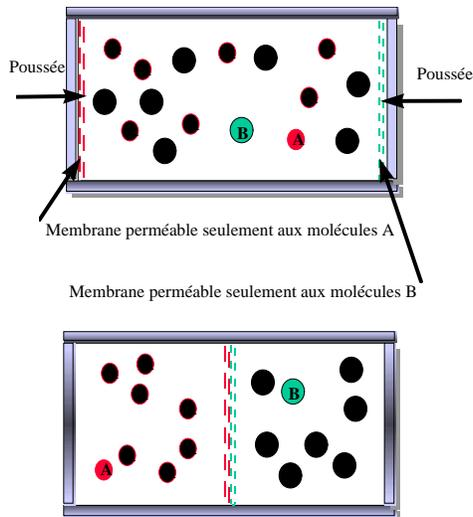 Poussée
Poussée
B
A
Membrane perméable seulement aux molécules A
Membrane perméable seulement aux molécules B
B
A